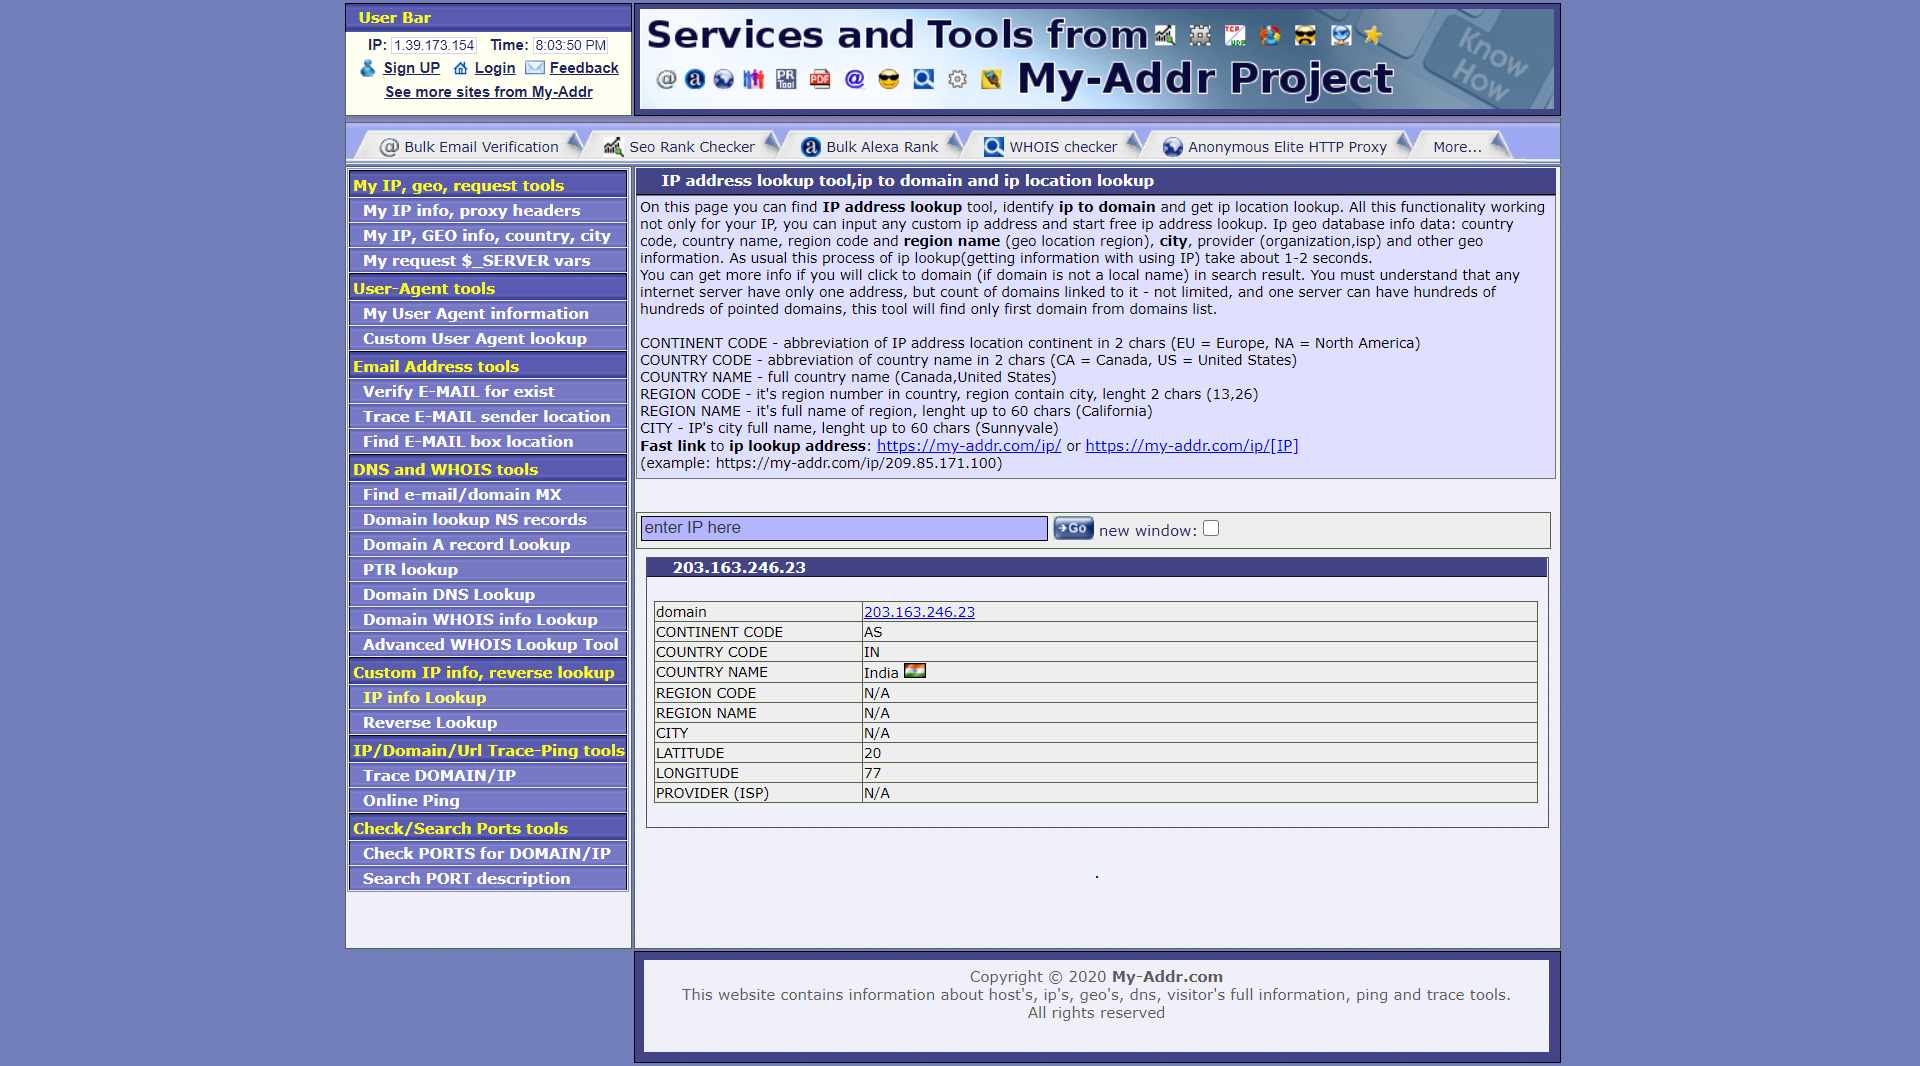 User Bar
IP: 1.39.173.154 Time: 8:03:50 PM
Sign UP Login Feedback
See more sites from My-Addr
Services and Tools from
My-Addr Project
Know How
Bulk Email Verification
Seo Rank Checker
Bulk Alexa Rank
WHOIS checker
Anonymous Elite HTTP Proxy
More...
My IP, geo, request tools
My IP info, proxy headers
My IP, GEO info, country, city
My request $_SERVER vars
User-Agent tools
My User Agent information
Custom User Agent lookup
Email Address tools
Verify E-MAIL for exist
Trace E-MAIL sender location
Find E-MAIL box location
DNS and WHOIS tools
Find e-mail/domain MX
Domain lookup NS records
Domain A record Lookup
PTR lookup
Domain DNS Lookup
Domain WHOIS info Lookup
Advanced WHOIS Lookup Tool
Custom IP info, reverse lookup
IP info Lookup
Reverse Lookup
IP/Domain/Url Trace-Ping tools
Trace DOMAIN/IP
Online Ping
Check/Search Ports tools
Check PORTS for DOMAIN/IP
Search PORT description
IP address lookup tool,ip to domain and ip location lookup
On this page you can find IP address lookup tool, identify ip to domain and get ip location lookup. All this functionality working
not only for your IP, you can input any custom ip address and start free ip address lookup. Ip geo database info data: country
code, country name, region code and region name (geo location region), city, provider (organization,isp) and other geo
information. As usual this process of ip lookup(getting information with using IP) take about 1-2 seconds.
You can get more info if you will click to domain (if domain is not a local name) in search result. You must understand that any
internet server have only one address, but count of domains linked to it - not limited, and one server can have hundreds of
hundreds of pointed domains, this tool will find only first domain from domains list.
CONTINENT CODE - abbreviation of IP address location continent in 2 chars (EU = Europe, NA = North America)
COUNTRY CODE - abbreviation of country name in 2 chars (CA = Canada, US = United States)
COUNTRY NAME - full country name (Canada,United States)
REGION CODE - it's region number in country, region contain city, lenght 2 chars (13,26)
REGION NAME - it's full name of region, lenght up to 60 chars (California)
CITY - IP's city full name, lenght up to 60 chars (Sunnyvale)
Fast link to ip lookup address: https://my-addr.com/ip/ or https://my-addr.com/ip/[IP]
(example: https://my-addr.com/ip/209.85.171.100)
enter IP here Go new window:
203.163.246.23
domain 203.163.246.23
CONTINENT CODE AS
COUNTRY CODE IN
COUNTRY NAME India
REGION CODE N/A
REGION NAME N/A
CITY N/A
LATITUDE 20
LONGITUDE 77
PROVIDER (ISP) N/A
.
Copyright © 2020 My-Addr.com
This website contains information about host's, ip's, geo's, dns, visitor's full information, ping and trace tools.
All rights reserved